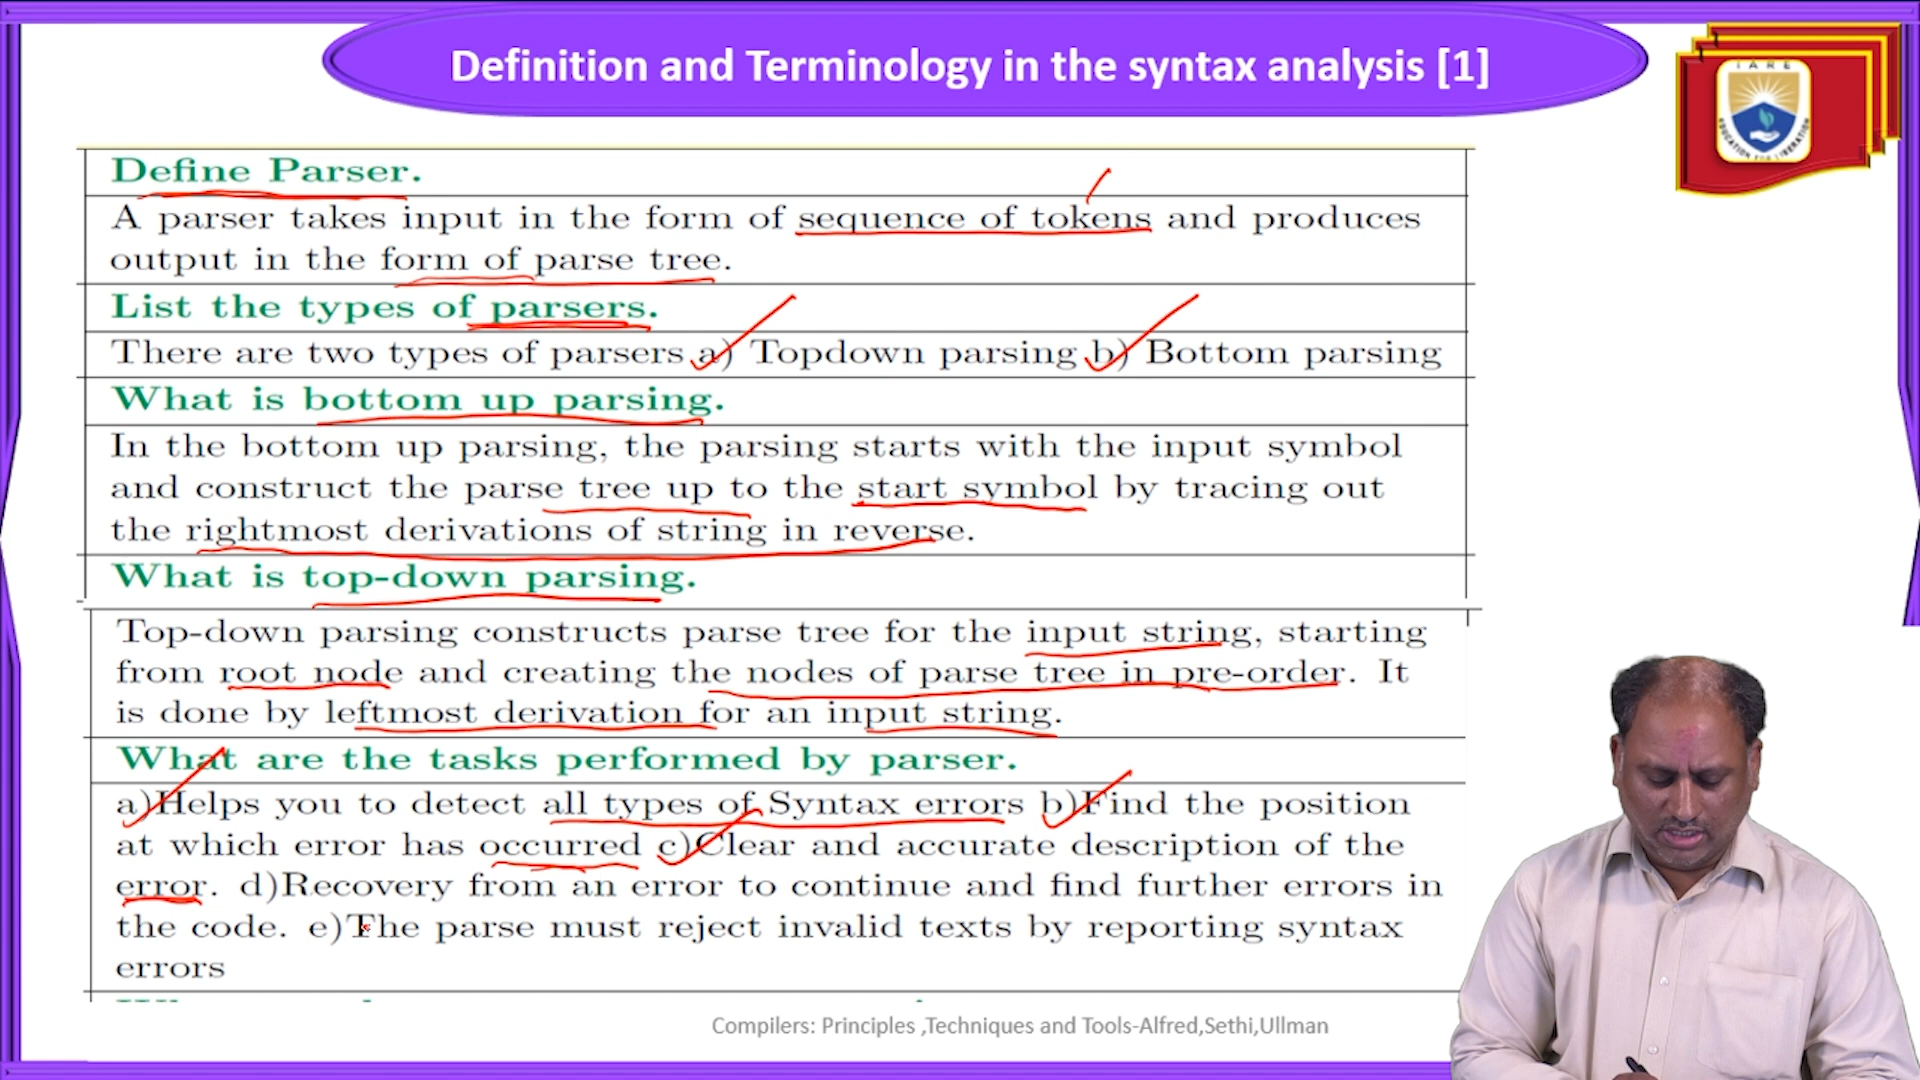 Definition and Terminology in the syntax analysis [1]
IARE
EDUCATION FOR LIBERATION
Define Parser.
A parser takes input in the form of sequence of tokens and produces
output in the form of parse tree.
List the types of parsers.
There are two types of parsers a) Topdown parsing b) Bottom parsing
What is bottom up parsing.
In the bottom up parsing, the parsing starts with the input symbol
and construct the parse tree up to the start symbol by tracing out
the rightmost derivations of string in reverse.
What is top-down parsing.
Top-down parsing constructs parse tree for the input string, starting
from root node and creating the nodes of parse tree in pre-order. It
is done by leftmost derivation for an input string.
What are the tasks performed by parser.
a)Helps you to detect all types of Syntax errors b)Find the position
at which error has occurred c)Clear and accurate description of the
error. d)Recovery from an error to continue and find further errors in
the code. e)The parse must reject invalid texts by reporting syntax
errors
Compilers: Principles ,Techniques and Tools-Alfred,Sethi,Ullman